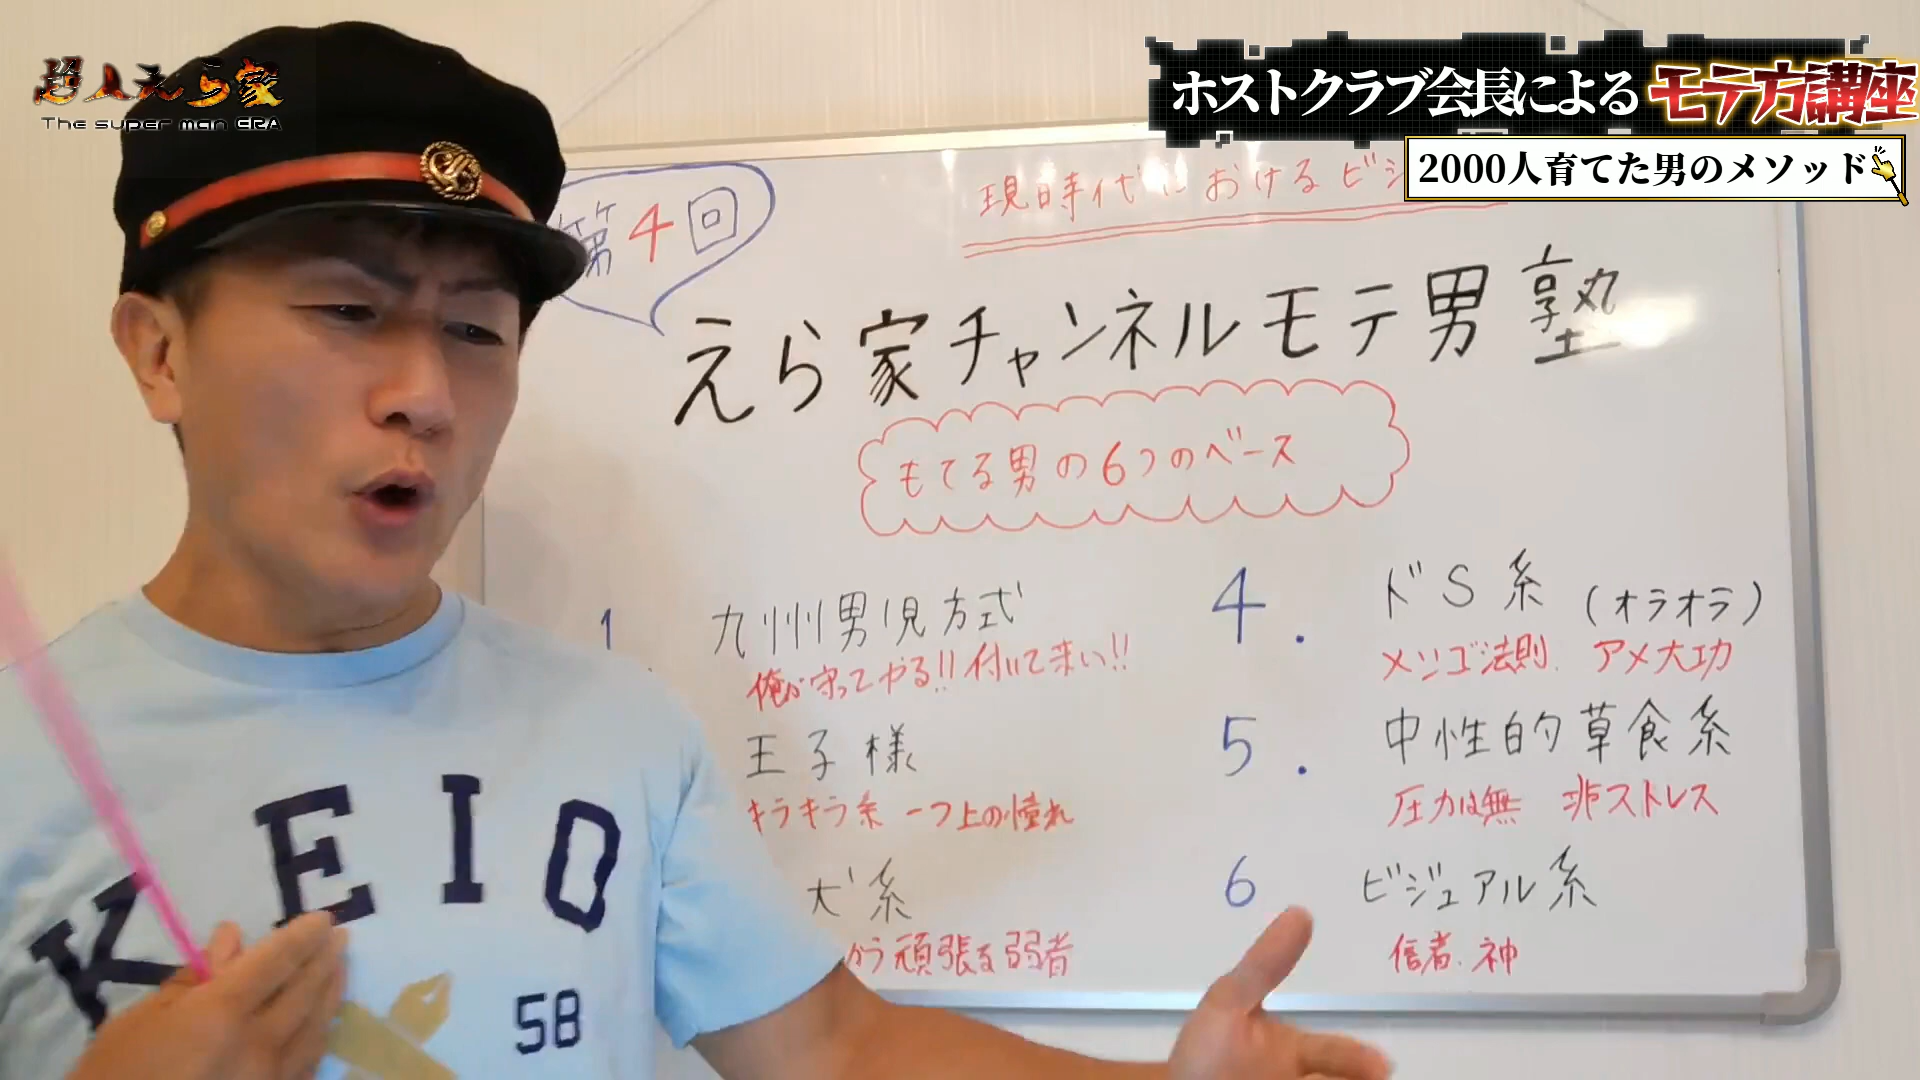 超人えら家
The super man ERA
ホストクラブ会長によるモテ方講座
2000人育てた男のメソッド
第4回
現時代におけるビジ
えら家チャンネルモテ男塾
もてる男の6つのベース
1 九州男児方式
俺が守ってやる!!付いて来い!!
王子様
キラキラ系 一つ上の憧れ
犬系
から頑張る弱者
4. ドS系(オラオラ)
メンゴ法則. アメ大功
5. 中性的草食系
圧力は無 非ストレス
6 ビジュアル系
信者.神
KEIO
58